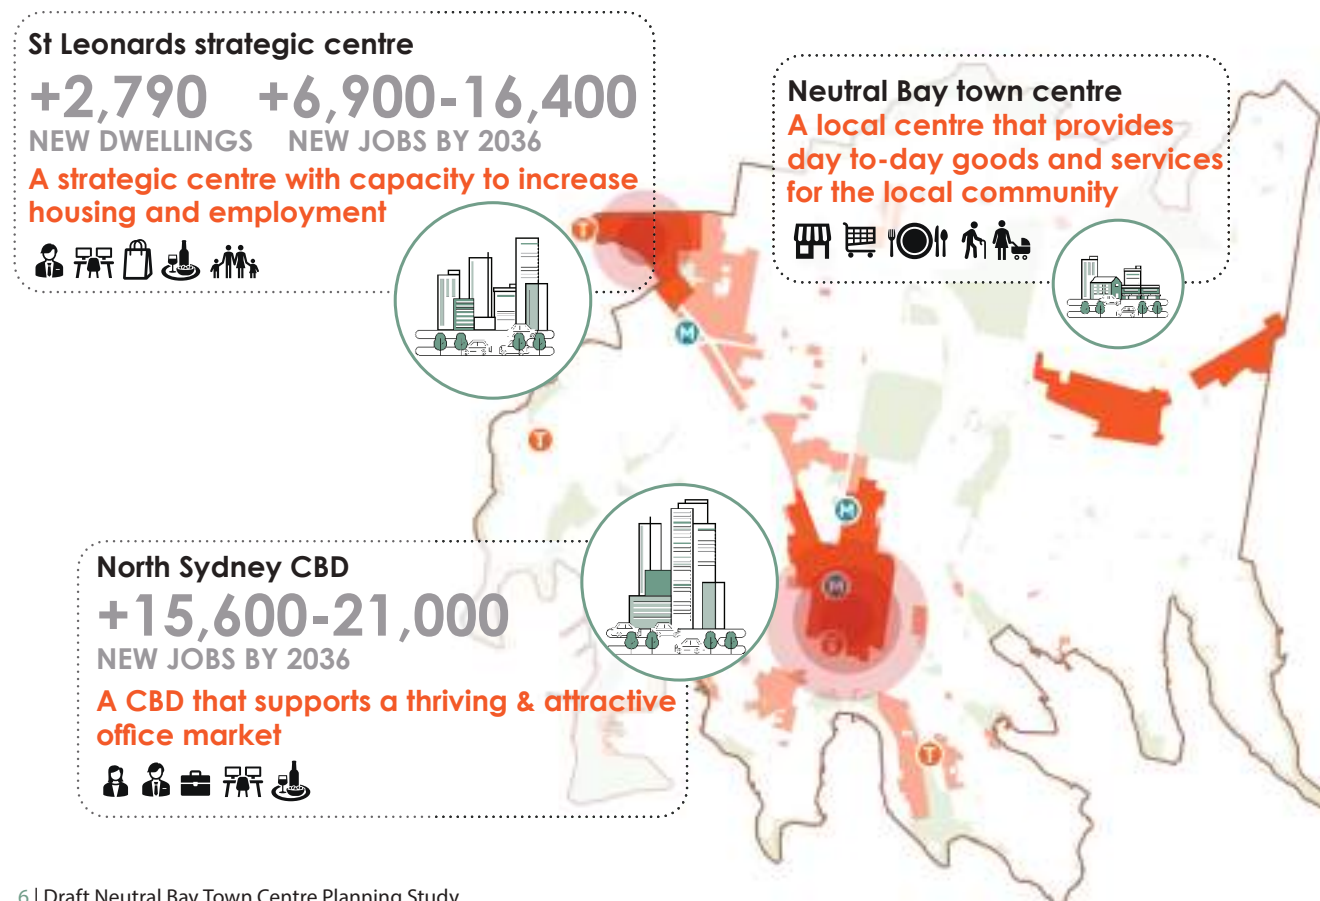 St Leonards strategic centre
+2,790 +6,900-16,400
NEW DWELLINGS NEW JOBS BY 2036
A strategic centre with capacity to increase
housing and employment
Neutral Bay town centre
A local centre that provides
day to-day goods and services
for the local community
T
M
T
M
North Sydney CBD
+15,600-21,000
NEW JOBS BY 2036
A CBD that supports a thriving & attractive
office market
M
T
6 | Draft Neutral Bay Town Centre Planning Study